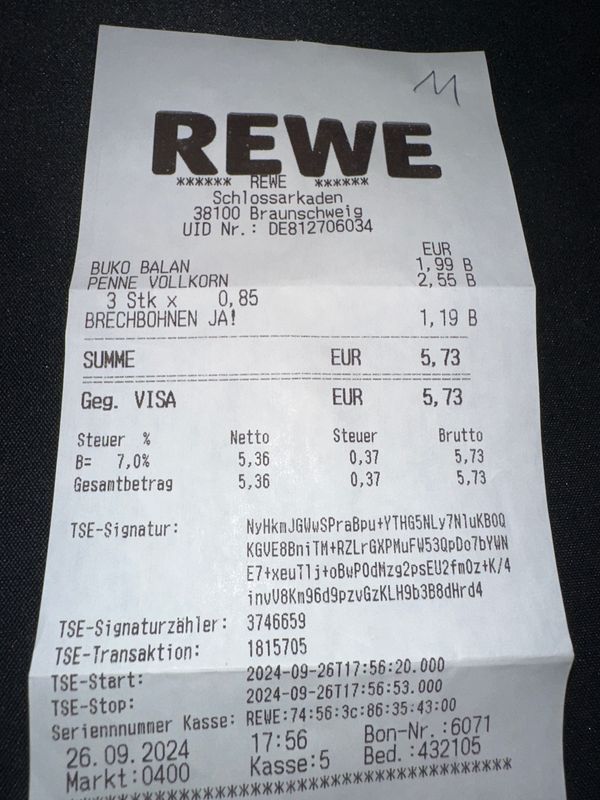 11
REWE
****** REWE ******
Schlossarkaden
38100 Braunschweig
UID Nr.: DE812706034
EUR
BUKO BALAN 1,99 B
PENNE VOLLKORN 2,55 B
3 Stk x 0,85
BRECHBOHNEN JA! 1,19 B
SUMME EUR 5,73
Geg. VISA EUR 5,73
Steuer % Netto Steuer Brutto
B= 7,0% 5,36 0,37 5,73
Gesamtbetrag 5,36 0,37 5,73
TSE-Signatur: NyHkmJGWwSPraBpu+YTHG5NLy7NluKBOQ
KGVE8BniTM+RZLrGXPMuFW53QpDo7bYWN
E7+xeuTlj+oBwPOdMzg2psEU2fmOz+K/4
invV8Km96d9pzvGzKLH9b3B8dHrd4
TSE-Signaturzähler: 3746659
TSE-Transaktion: 1815705
TSE-Start: 2024-09-26T17:56:20.000
TSE-Stop: 2024-09-26T17:56:53.000
Seriennnummer Kasse: REWE:74:56:3c:86:35:43:00
26.09.2024 17:56 Bon-Nr.:6071
Markt:0400 Kasse:5 Bed.:432105